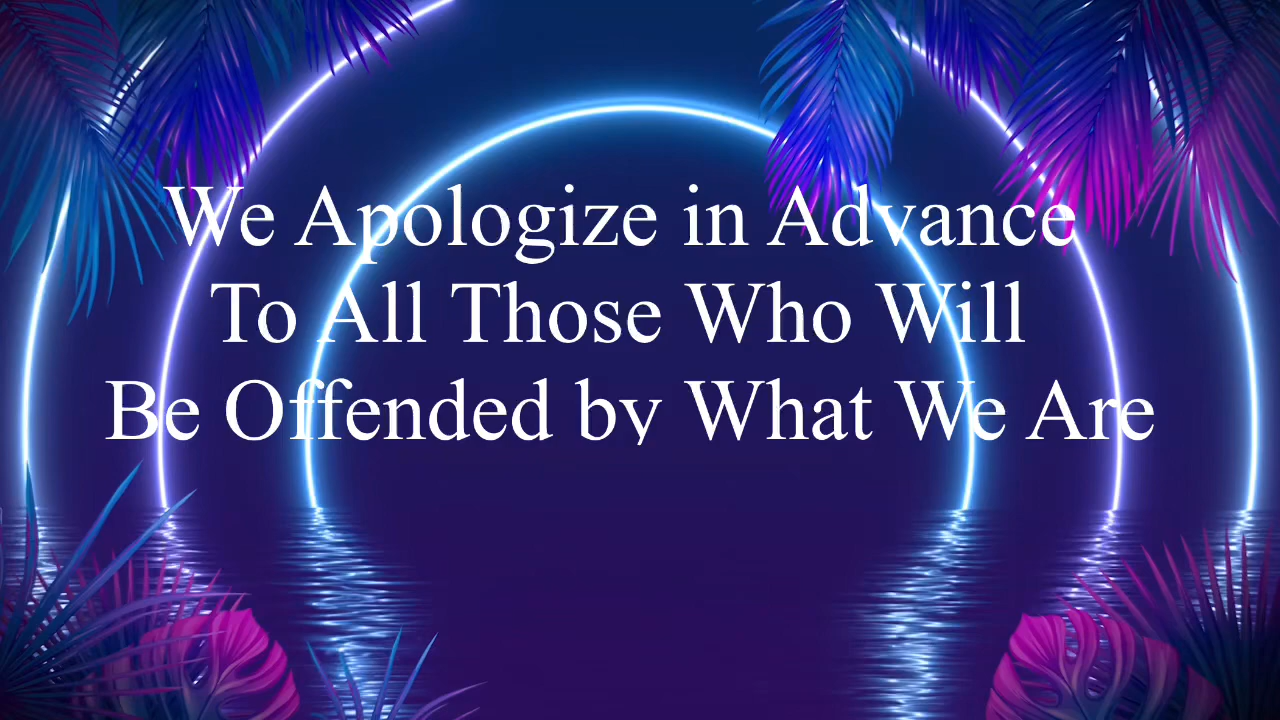 We Apologize in Advance
To All Those Who Will
Be Offended by What We Are